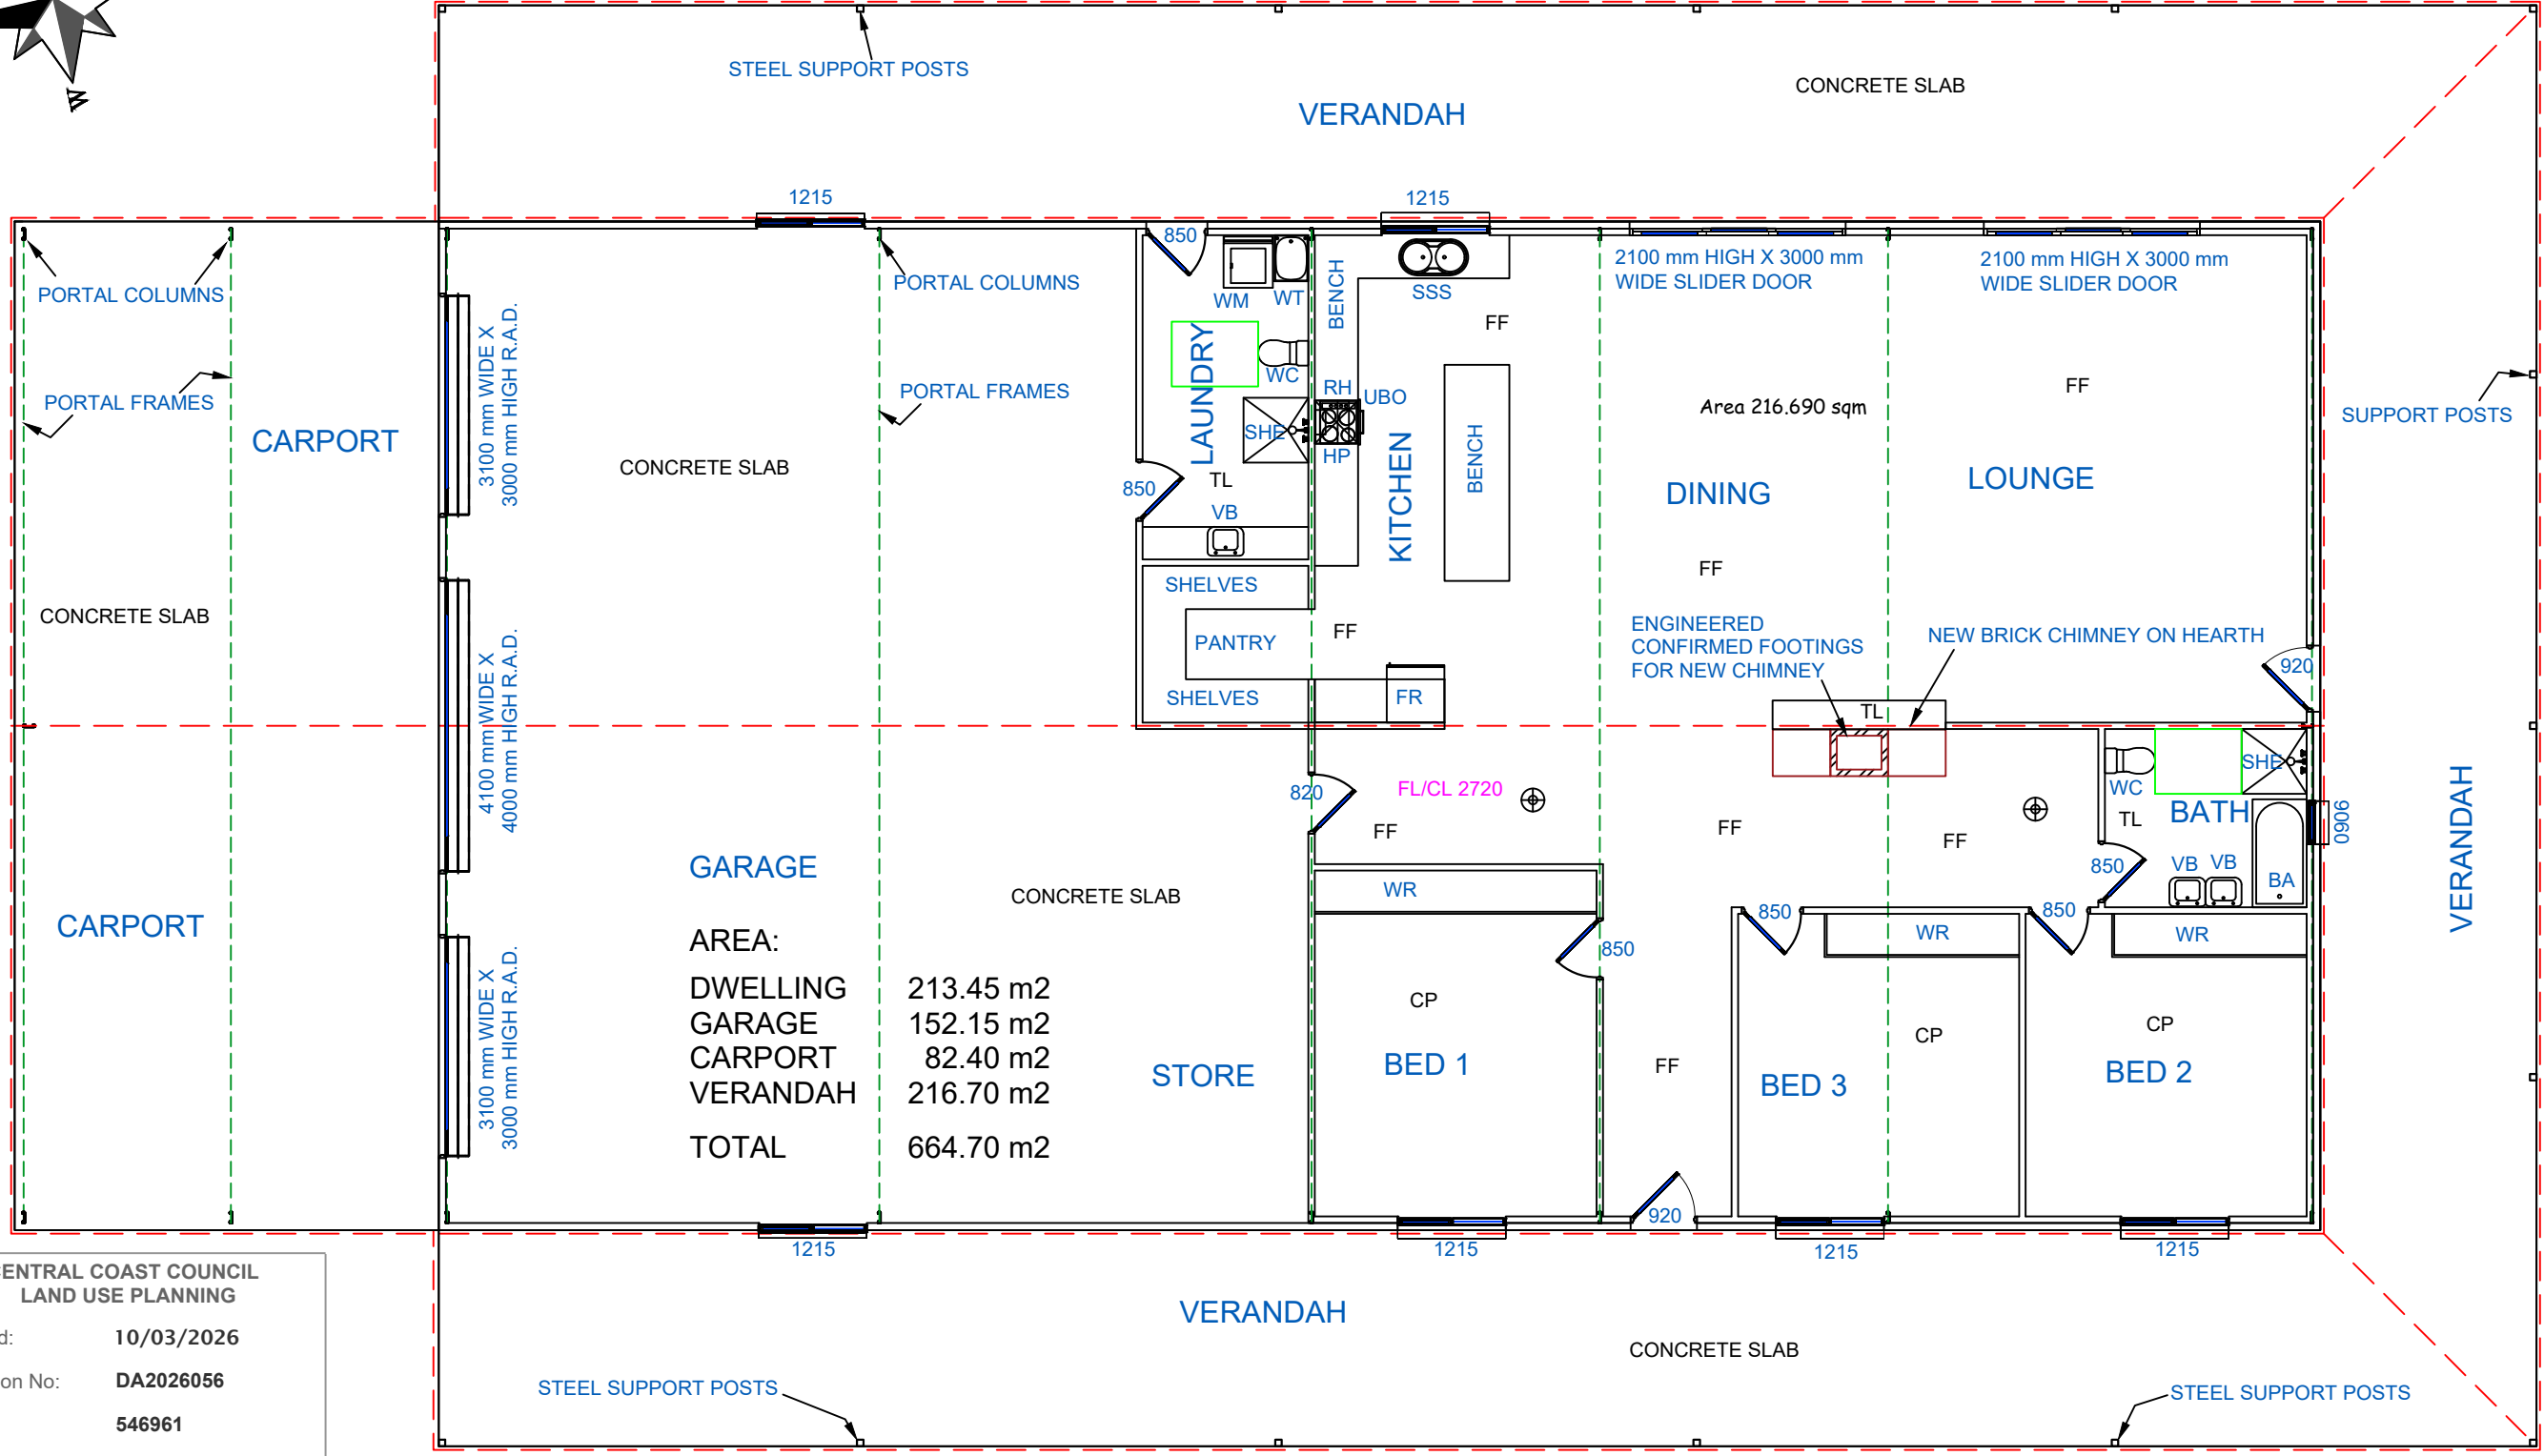 W
STEEL SUPPORT POSTS
CONCRETE SLAB
VERANDAH
1215
1215
850
PORTAL COLUMNS
PORTAL COLUMNS
WM
WT
BENCH
SSS
2100 mm HIGH X 3000 mm
WIDE SLIDER DOOR
2100 mm HIGH X 3000 mm
WIDE SLIDER DOOR
FF
3100 mm WIDE X
3000 mm HIGH R.A.D.
LAUNDRY
WC
PORTAL FRAMES
PORTAL FRAMES
RH
UBO
HP
SHE
FF
Area 216.690 sqm
SUPPORT POSTS
CARPORT
CONCRETE SLAB
KITCHEN
BENCH
DINING
LOUNGE
850
TL
VB
FF
SHELVES
CONCRETE SLAB
PANTRY
FF
ENGINEERED
CONFIRMED FOOTINGS
FOR NEW CHIMNEY
NEW BRICK CHIMNEY ON HEARTH
920
SHELVES
FR
TL
4100 mm WIDE X
4000 mm HIGH R.A.D.
820
FL/CL 2720
FF
FF
FF
WC
SHE
TL
BATH
0906
VERANDAH
850
VB
VB
BA
GARAGE
CONCRETE SLAB
WR
850
WR
850
WR
CARPORT
AREA:
850
DWELLING 213.45 m2
GARAGE 152.15 m2
CARPORT 82.40 m2
VERANDAH 216.70 m2
TOTAL 664.70 m2
3100 mm WIDE X
3000 mm HIGH R.A.D.
STORE
CP
BED 1
FF
CP
BED 3
CP
BED 2
920
1215
1215
1215
1215
VERANDAH
CONCRETE SLAB
STEEL SUPPORT POSTS
STEEL SUPPORT POSTS
CENTRAL COAST COUNCIL
LAND USE PLANNING
10/03/2026
No: DA2026056
546961